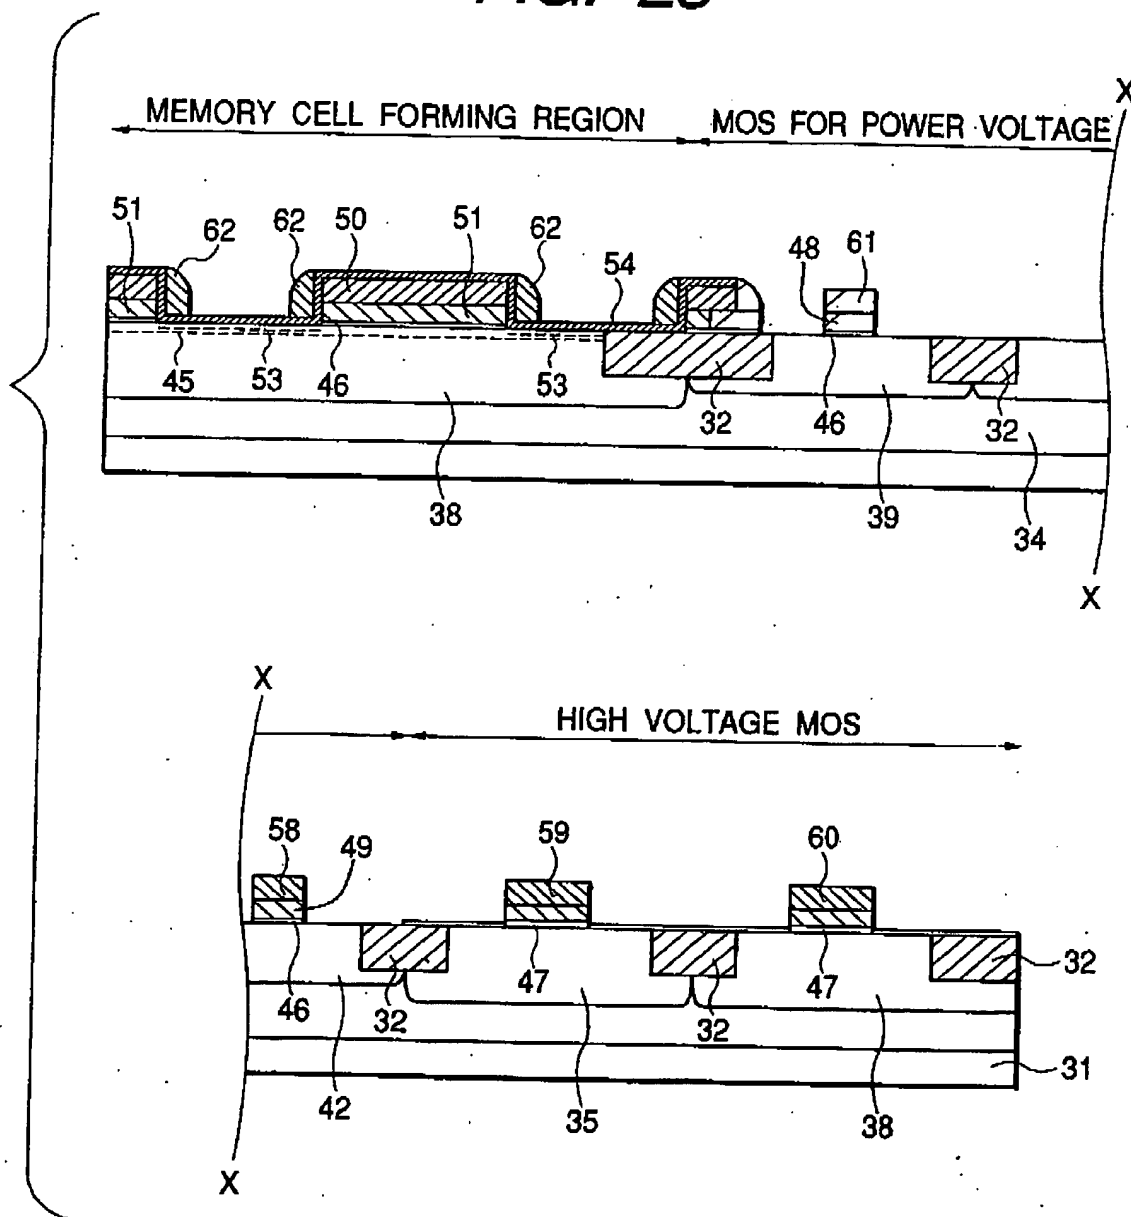 X
MEMORY CELL FORMING REGION MOS FOR POWER VOLTAGE
51 62 62 50 51 62 54 48 61
45 53 46 53 32 46 32
38 39 34
X
X
HIGH VOLTAGE MOS
58 49 59 60
46 32 47 32 47 32
31
42 35 38
X